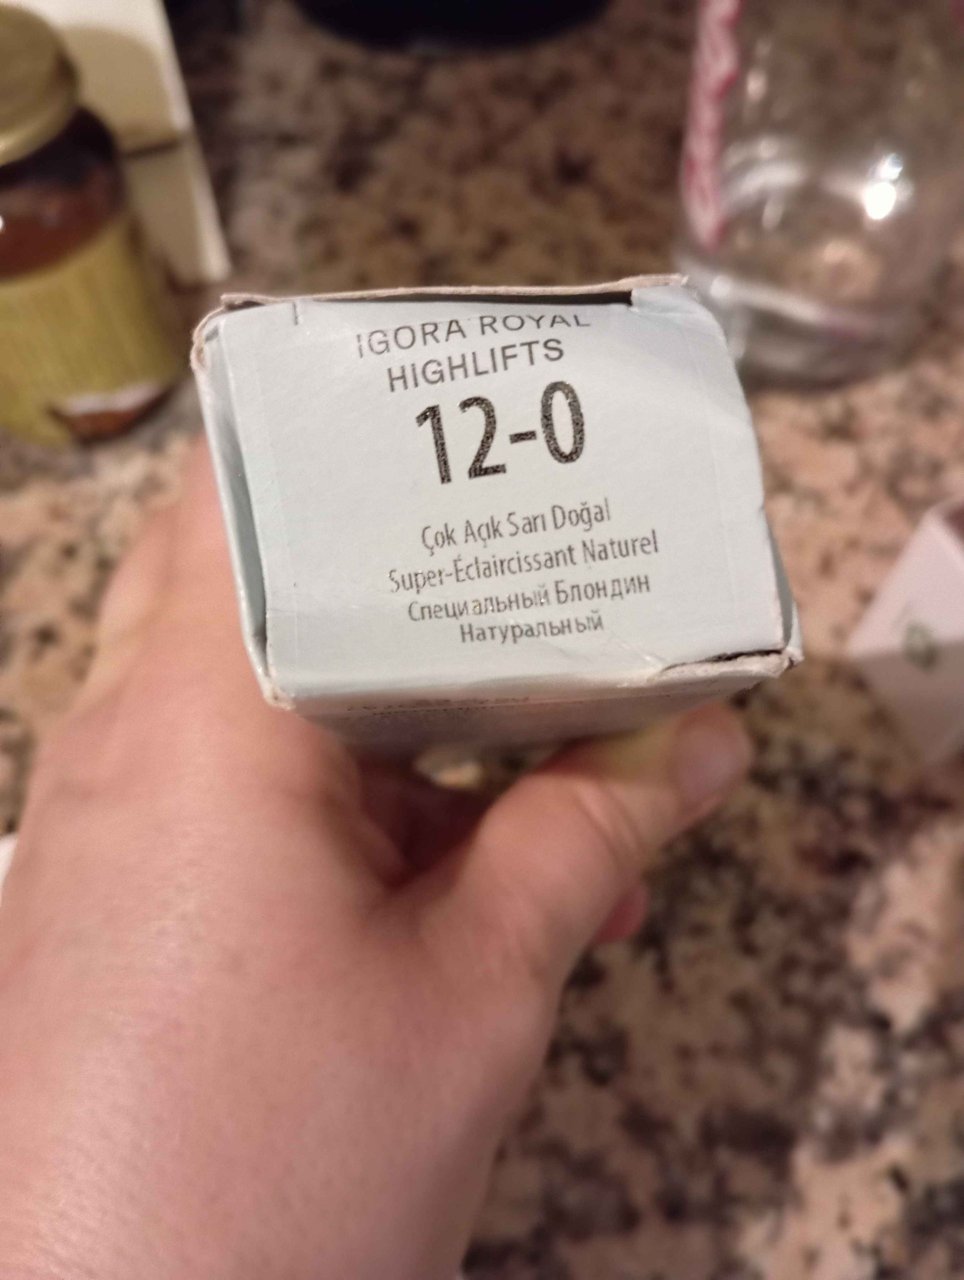 IGORA ROYAL
HIGHLIFTS
12-0
Çok Açık Sarı Doğal
Super-Éclaircissant Naturel
Специальный Блондин
Натуральный